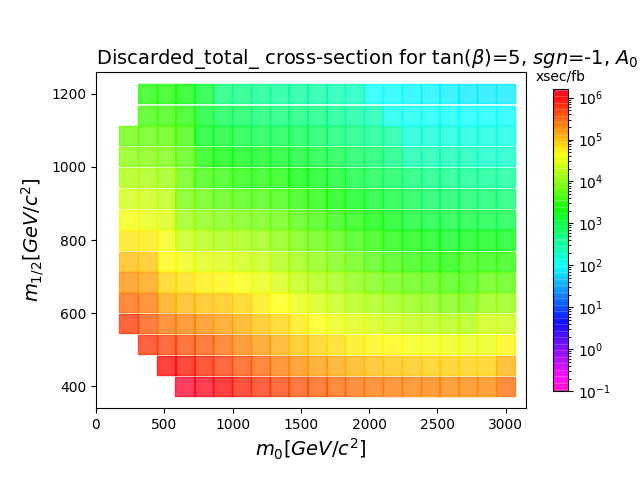 Discarded_total_ cross-section for tan(β)=5, sgn=-1, A₀
xsec/fb
10⁶
10⁵
10⁴
10³
10²
10¹
10⁰
10⁻¹
1200
1000
800
600
400
m₁/₂[GeV/c²]
0 500 1000 1500 2000 2500 3000
m₀[GeV/c²]